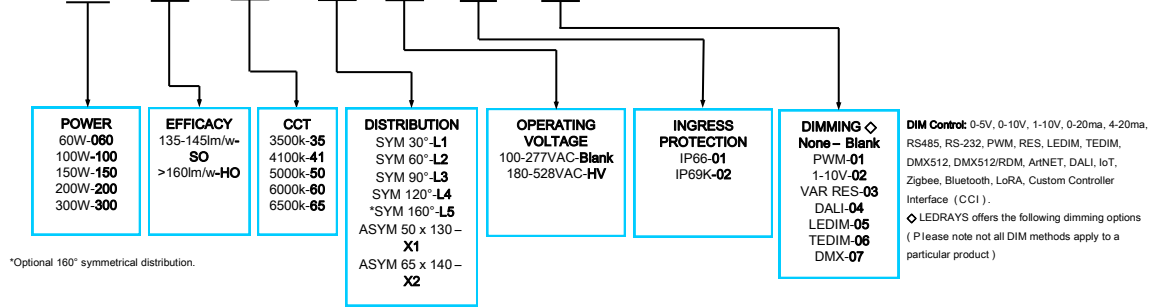 POWER
60W-060
100W-100
150W-150
200W-200
300W-300
EFFICACY
135-145lm/w-
SO
>160lm/w-HO
CCT
3500k-35
4100k-41
5000k-50
6000k-60
6500k-65
DISTRIBUTION
SYM 30°-L1
SYM 60°-L2
SYM 90°-L3
SYM 120°-L4
*SYM 160°-L5
ASYM 50 x 130 –
X1
ASYM 65 x 140 –
X2
OPERATING
VOLTAGE
100-277VAC-Blank
180-528VAC-HV
INGRESS
PROTECTION
IP66-01
IP69K-02
DIMMING ◇
None – Blank
PWM-01
1-10V-02
VAR RES-03
DALI-04
LEDIM-05
TEDIM-06
DMX-07
DIM Control: 0-5V, 0-10V, 1-10V, 0-20ma, 4-20ma,
RS485, RS-232, PWM, RES, LEDIM, TEDIM,
DMX512, DMX512/RDM, ArtNET, DALI, IoT,
Zigbee, Bluetooth, LoRA, Custom Controller
Interface (CCI).
◇ LEDRAYS offers the following dimming options
( Please note not all DIM methods apply to a
particular product )
*Optional 160° symmetrical distribution.